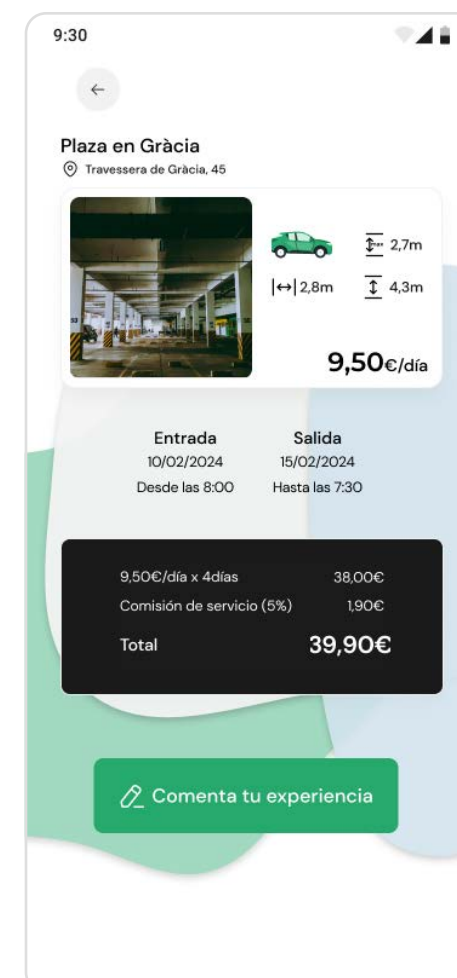 9:30
Plaza en Gràcia
Travessera de Gràcia, 45
2,7m
2,8m
4,3m
9,50€/día
Entrada
Salida
10/02/2024
15/02/2024
Desde las 8:00
Hasta las 7:30
9,50€/día x 4días
38,00€
Comisión de servicio (5%)
1,90€
Total
39,90€
Comenta tu experiencia